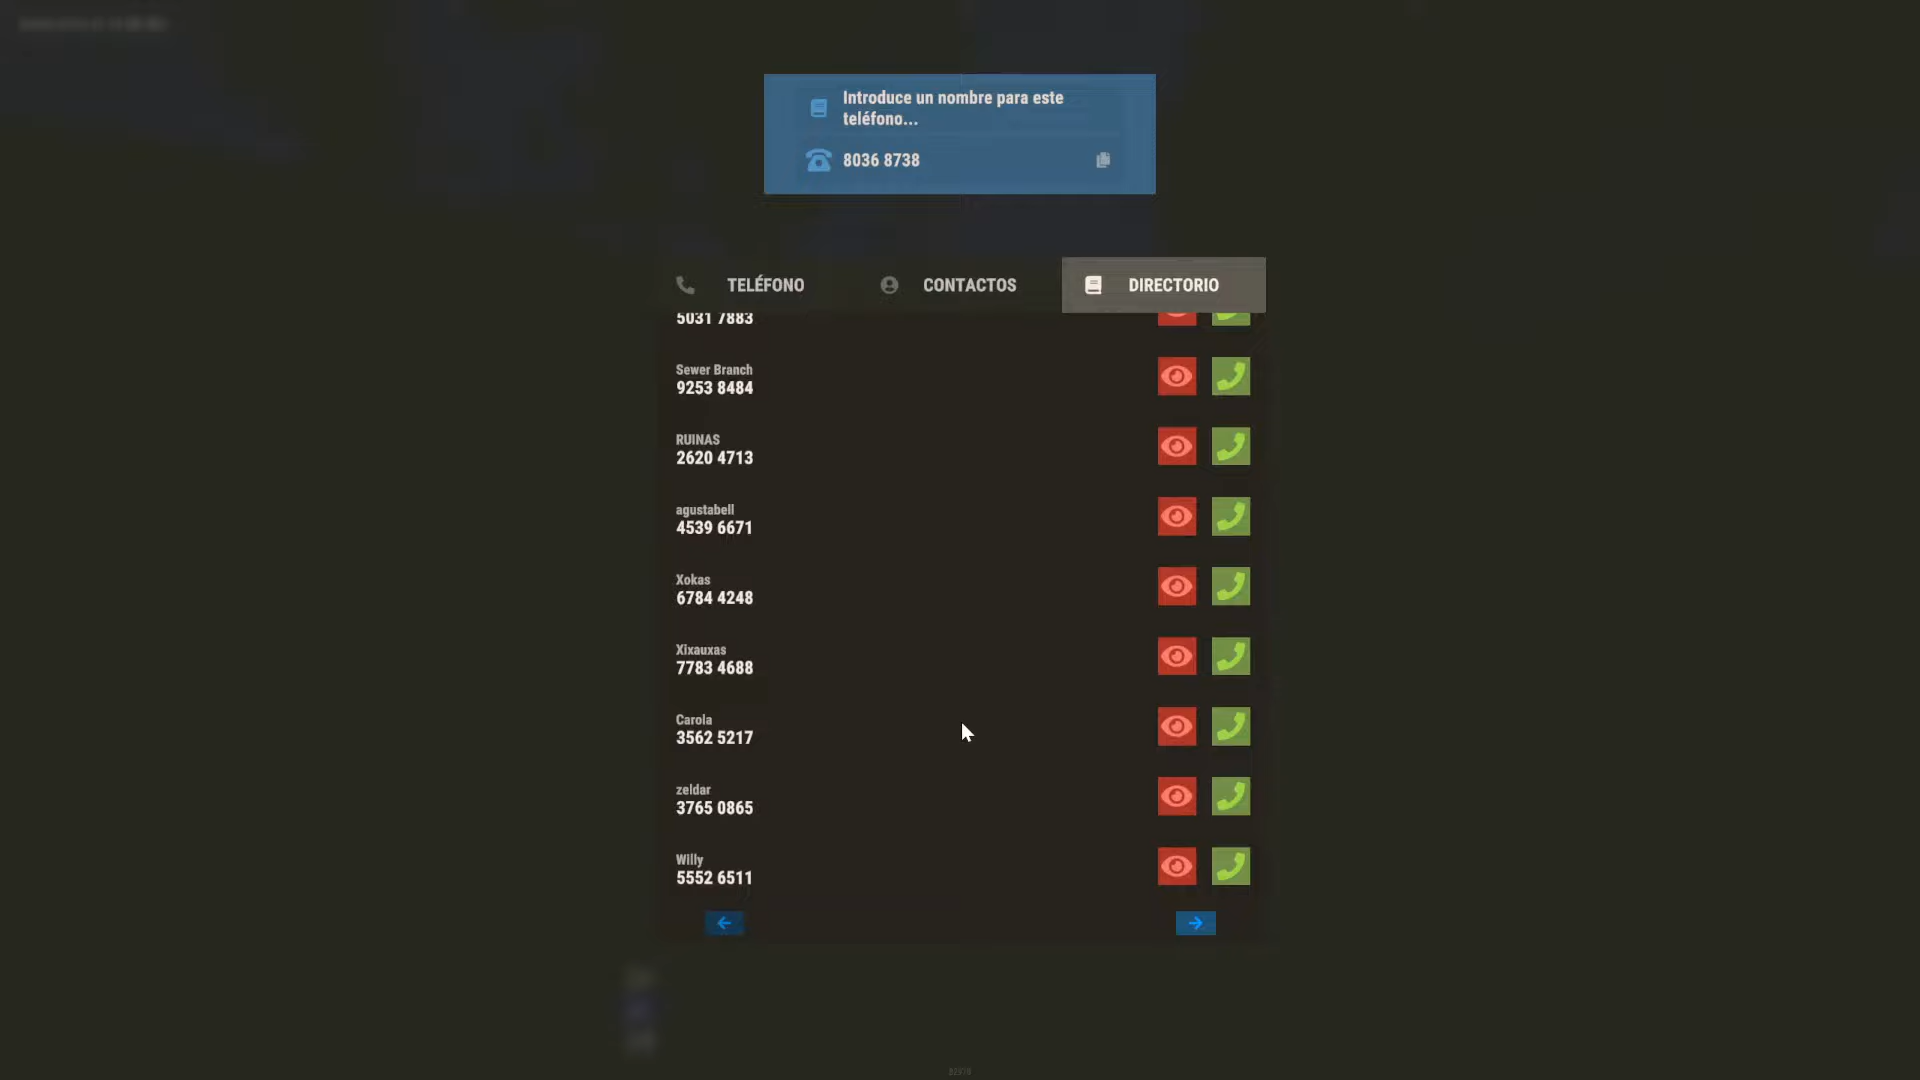 Introduce un nombre para este
teléfono...
8036 8738
TELÉFONO
CONTACTOS
DIRECTORIO
5031 7883
Sewer Branch
9253 8484
RUINAS
2620 4713
agustabell
4539 6671
Xokas
6784 4248
Xixauxas
7783 4688
Carola
3562 5217
zeldar
3765 0865
Willy
5552 6511